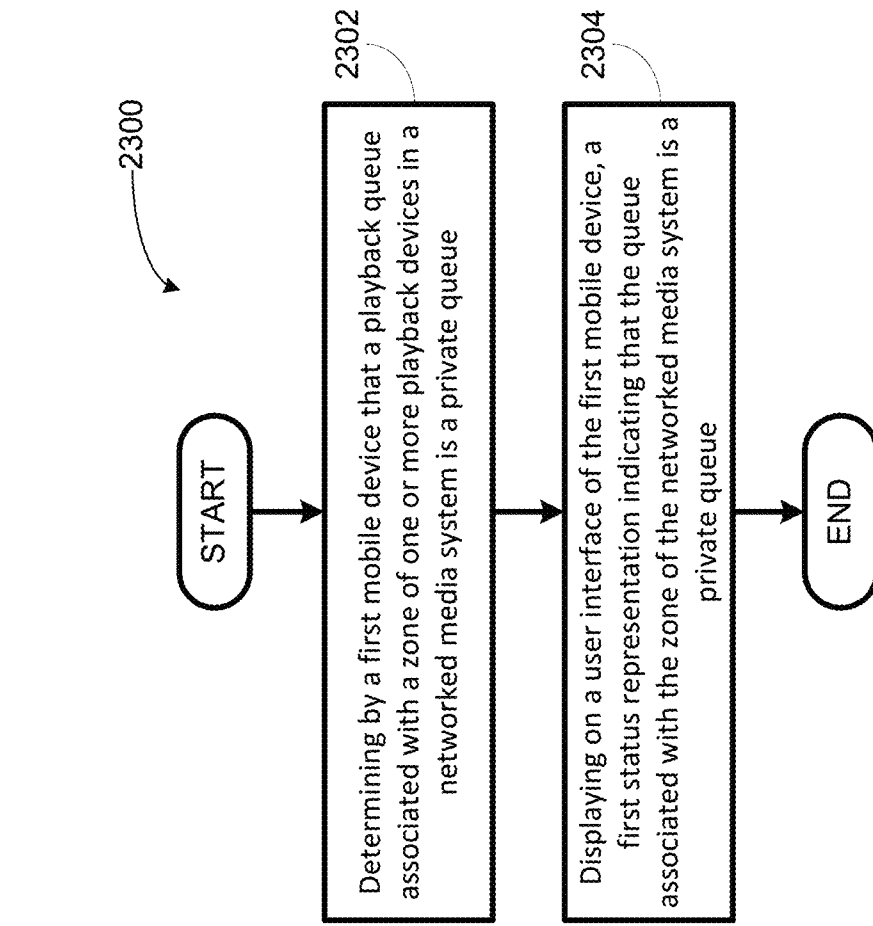 2300
START
2302
Determining by a first mobile device that a playback queue
associated with a zone of one or more playback devices in a
networked media system is a private queue
2304
Displaying on a user interface of the first mobile device, a
first status representation indicating that the queue
associated with the zone of the networked media system is a
private queue
END